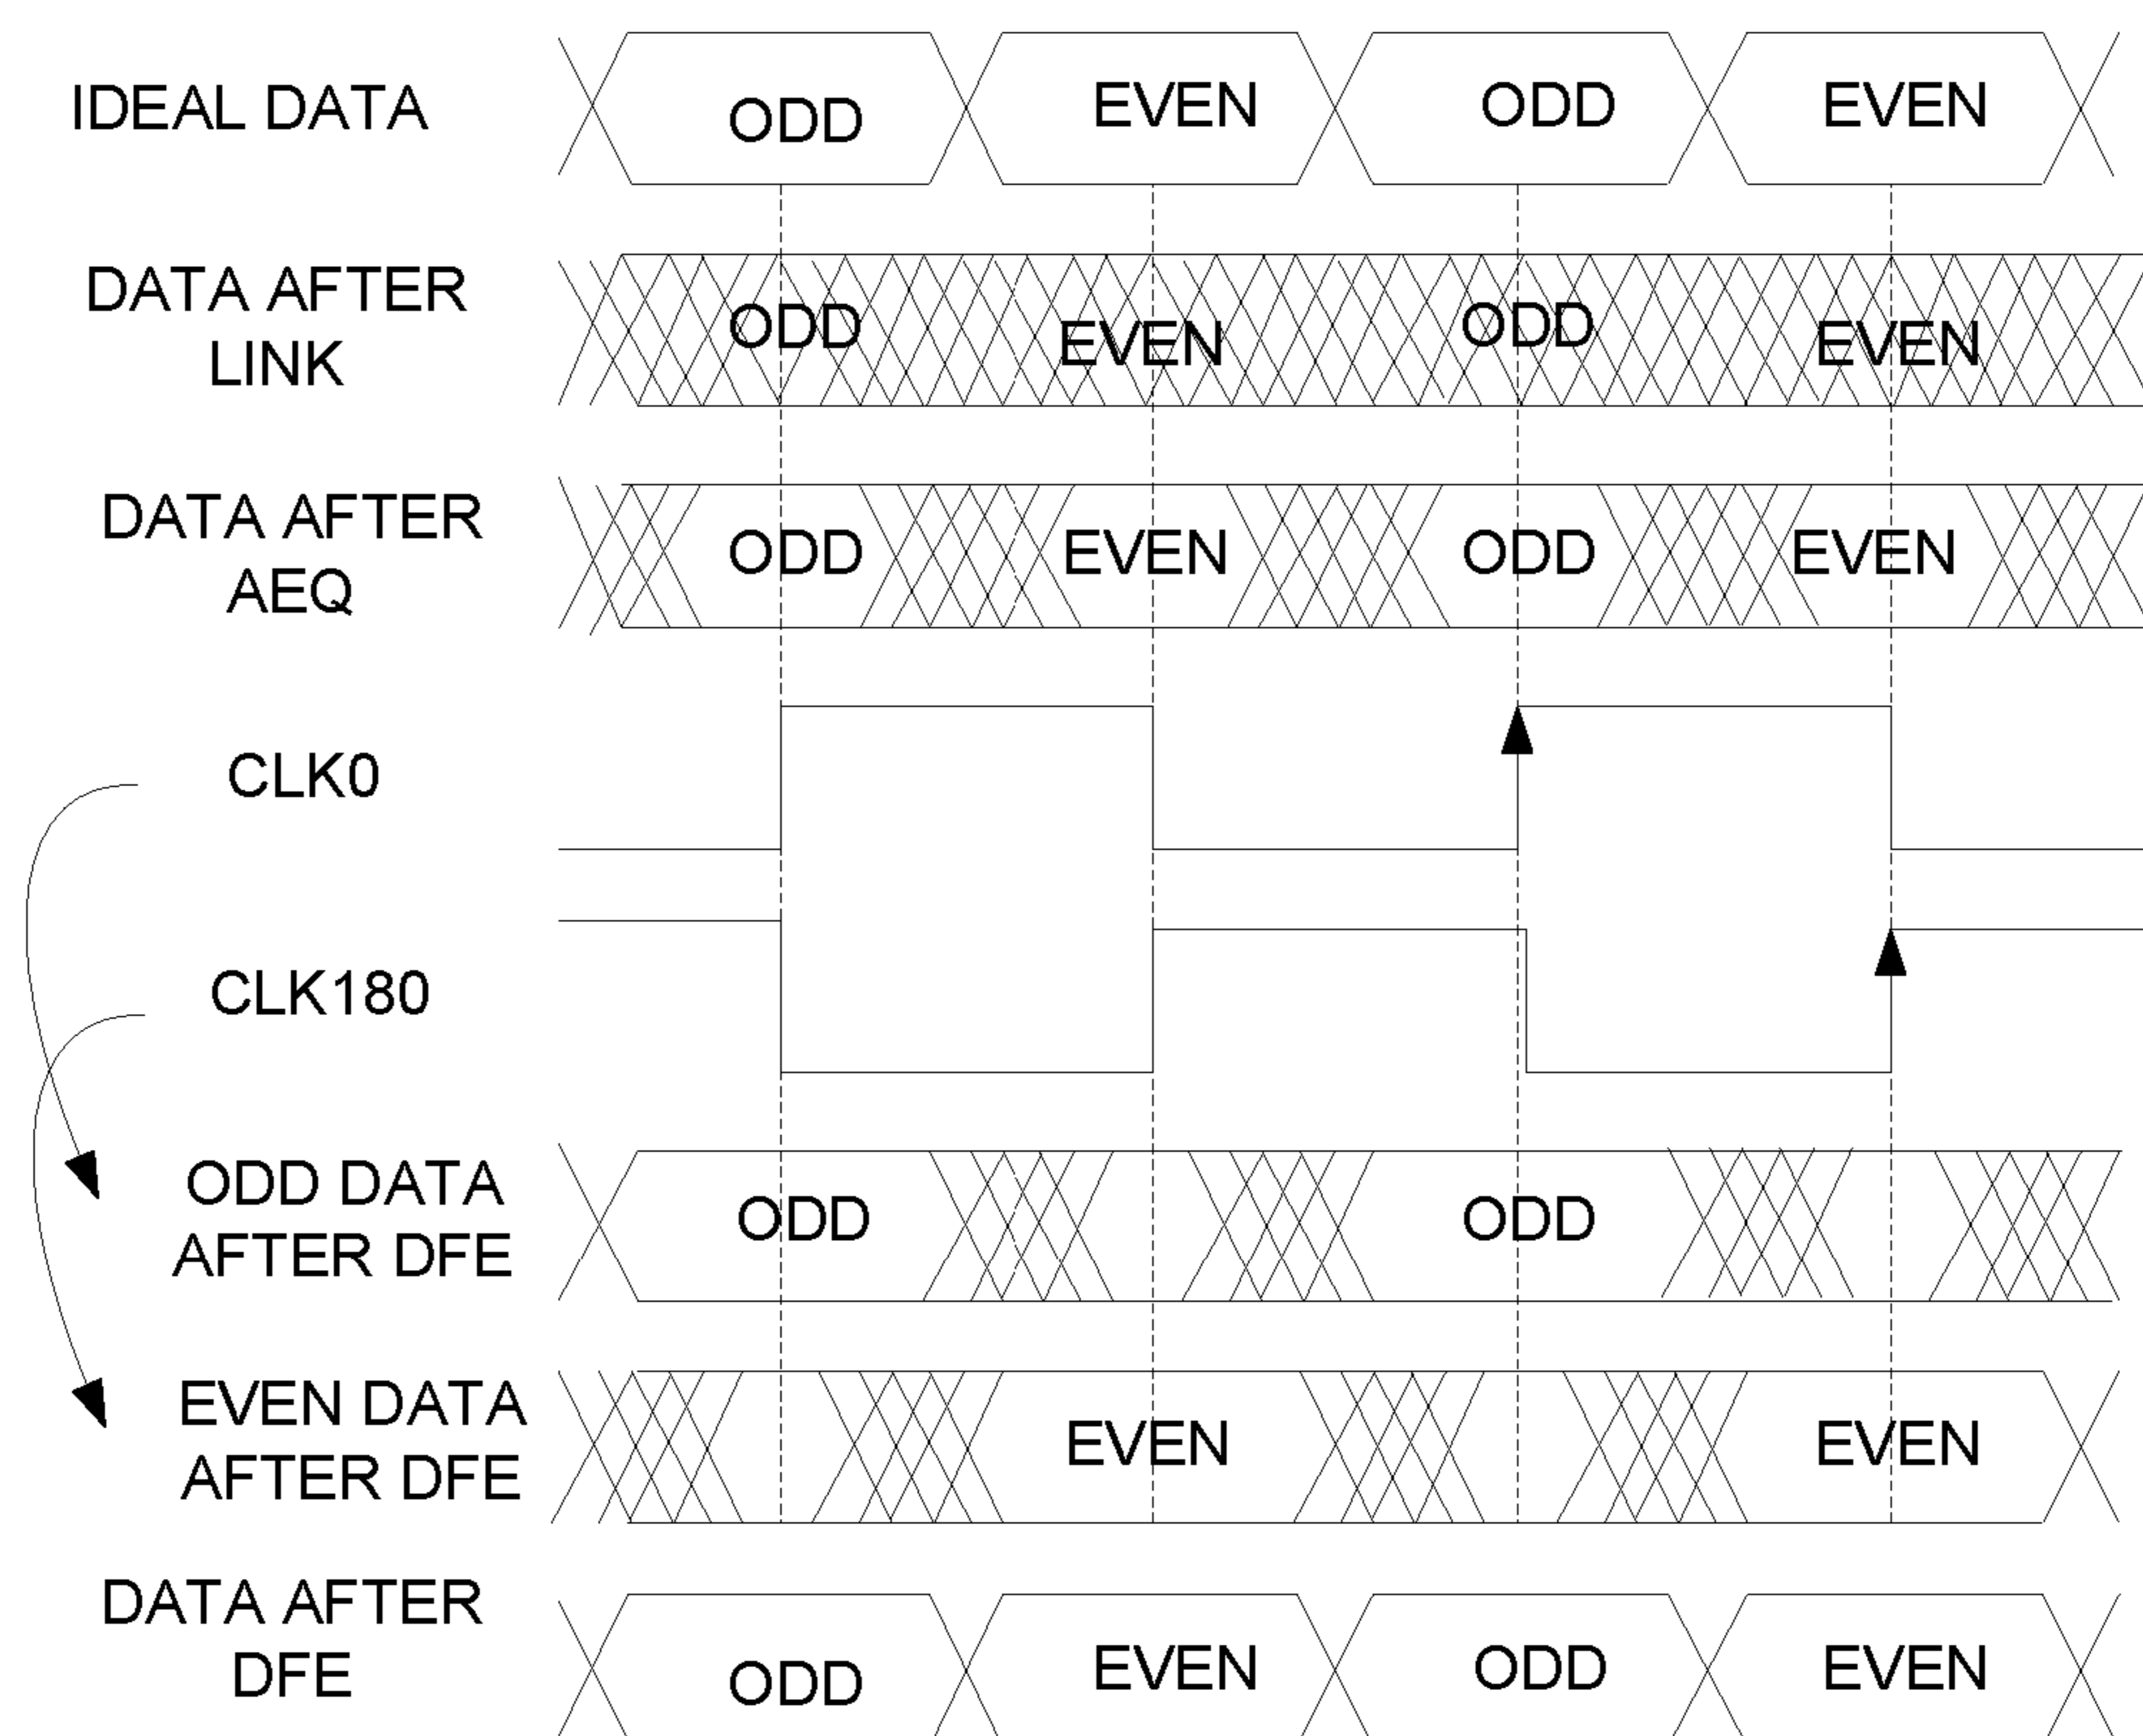 IDEAL DATA
ODD EVEN ODD EVEN
DATA AFTER
LINK
ODD EVEN ODD EVEN
DATA AFTER
AEQ
ODD EVEN ODD EVEN
CLK0
CLK180
ODD DATA
AFTER DFE
ODD ODD
EVEN DATA
AFTER DFE
EVEN EVEN
DATA AFTER
DFE
ODD EVEN ODD EVEN